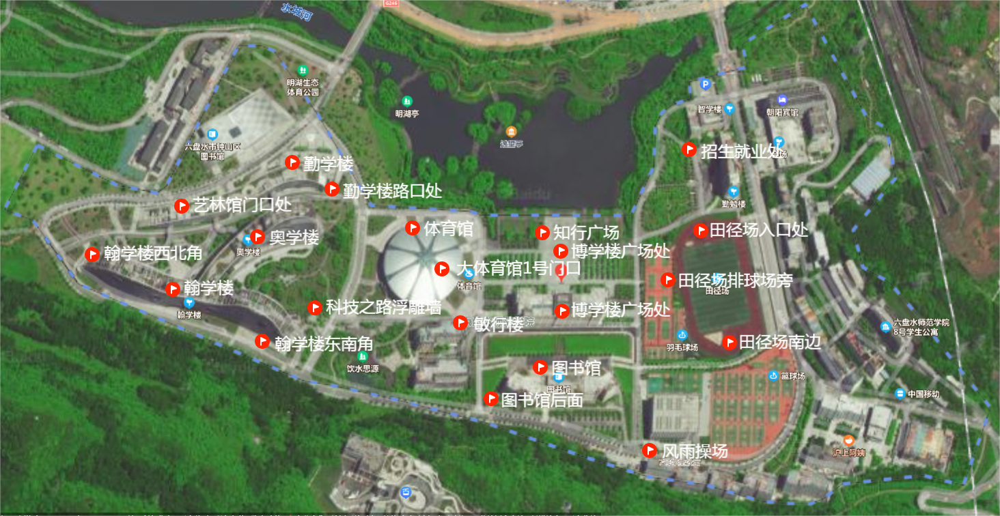 水城河
G246
明湖生态
体育公园
明湖亭
智学楼
朝阳宾馆
六盘水市钟山区
图书馆
招生就业处
勤学楼
勤学楼路口处
勤勉楼
艺林馆门口处
体育馆
知行广场
田径场入口处
奥学楼
奥学楼
博学楼广场处
翰学楼西北角
大体育馆1号门口
体育馆
田径场排球场旁
田径场
翰学楼
翰学楼
科技之路浮雕墙
博学楼广场处
敏行楼
六盘水师范学院
8号学生公寓
翰学楼东南角
羽毛球场
田径场南边
饮水思源
图书馆
图书馆
篮球场
图书馆后面
中国移动
风雨操场
沪上阿姨